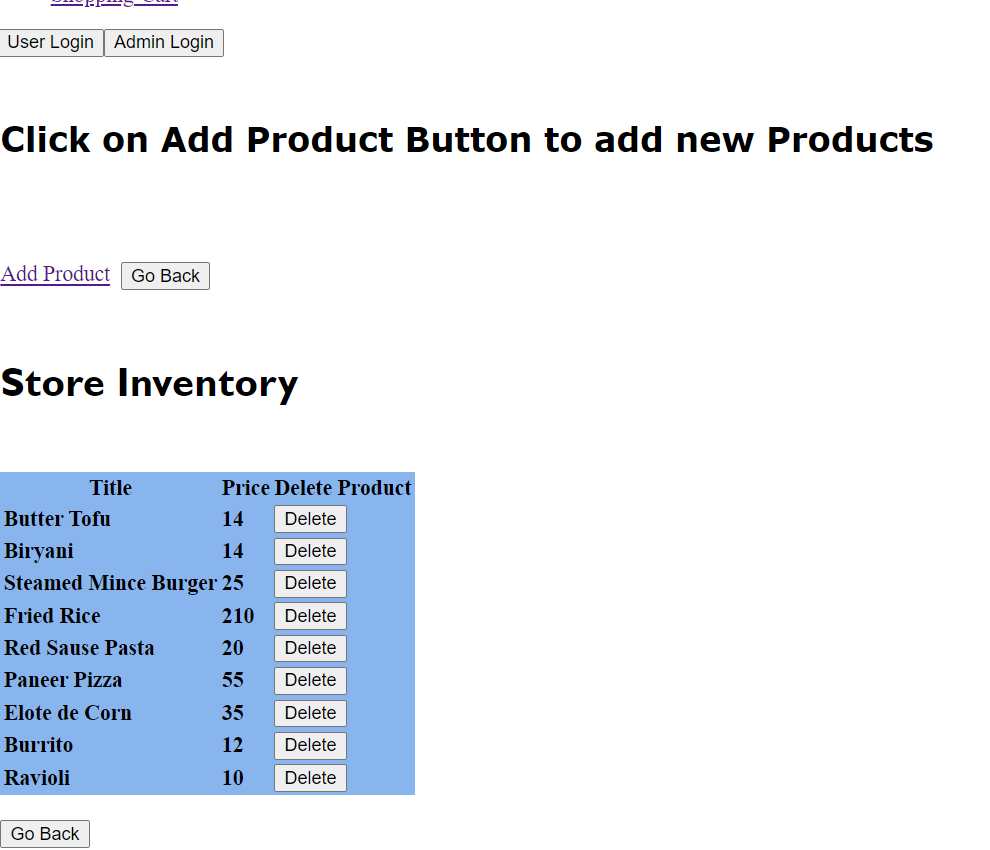 Shopping Cart
User Login Admin Login
Click on Add Product Button to add new Products
Add Product Go Back
Store Inventory
Title Price Delete Product
Butter Tofu 14 Delete
Biryani 14 Delete
Steamed Mince Burger 25 Delete
Fried Rice 210 Delete
Red Sause Pasta 20 Delete
Paneer Pizza 55 Delete
Elote de Corn 35 Delete
Burrito 12 Delete
Ravioli 10 Delete
Go Back